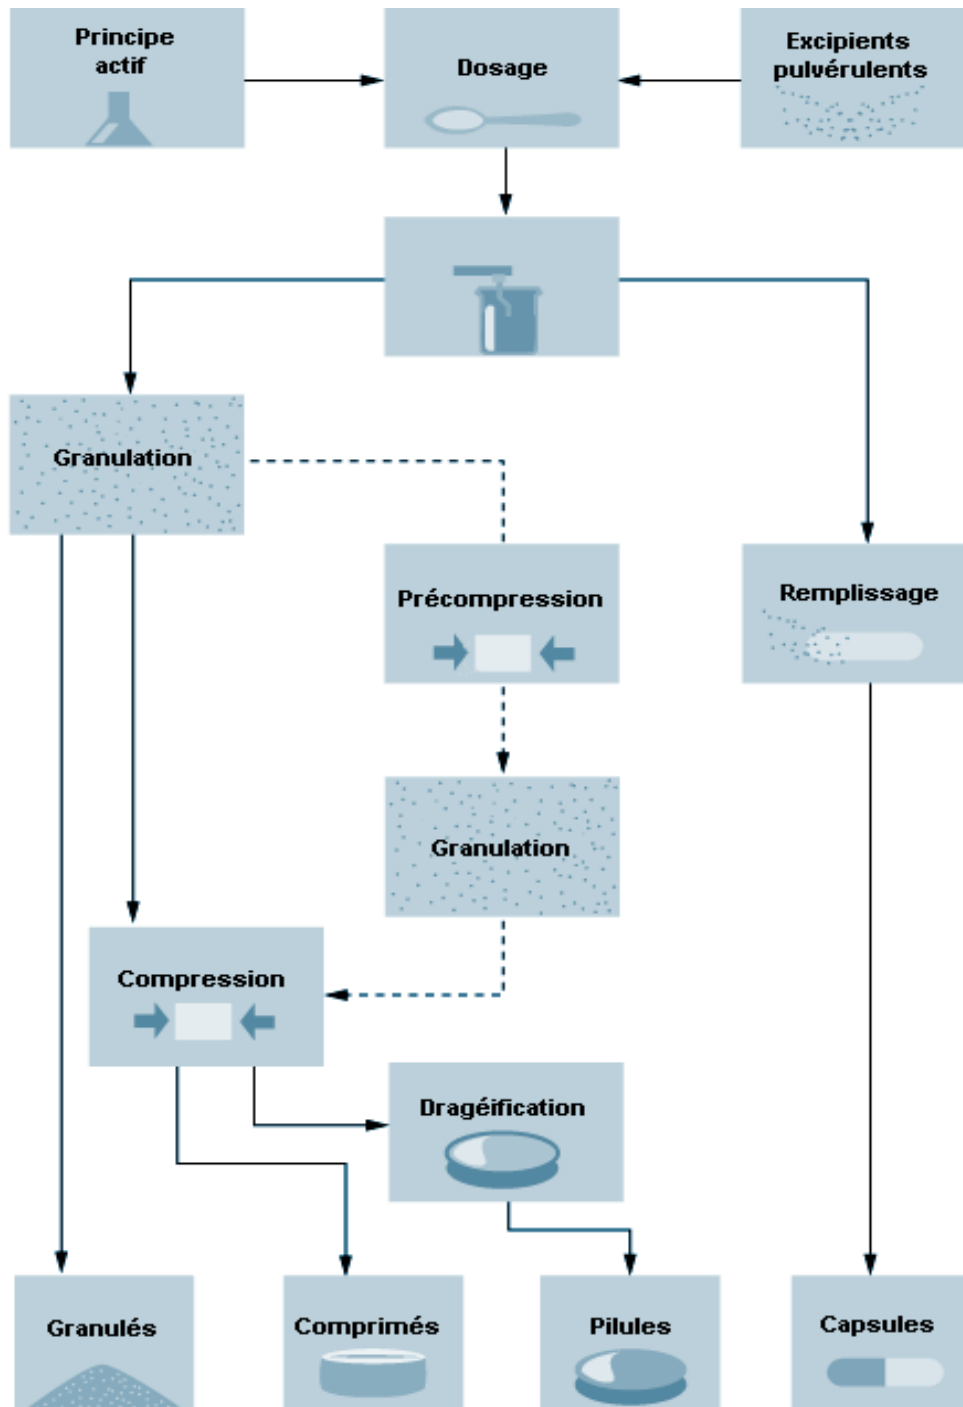 Principe
actif
Dosage
Excipients
pulvérulents
Granulation
Précompression
Remplissage
Granulation
Compression
Dragéification
Granulés
Comprimés
Pilules
Capsules